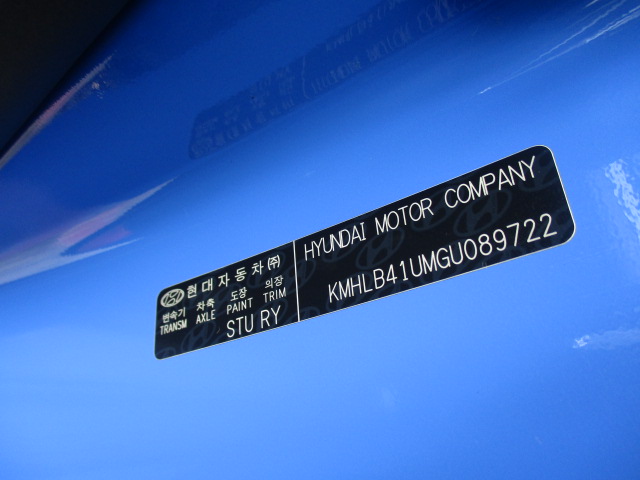 현대자동차(주)
변속기 차축 도장 의장
TRANSM AXLE PAINT TRIM
STU RY
HYUNDAI MOTOR COMPANY
KMHLB41UMGU089722